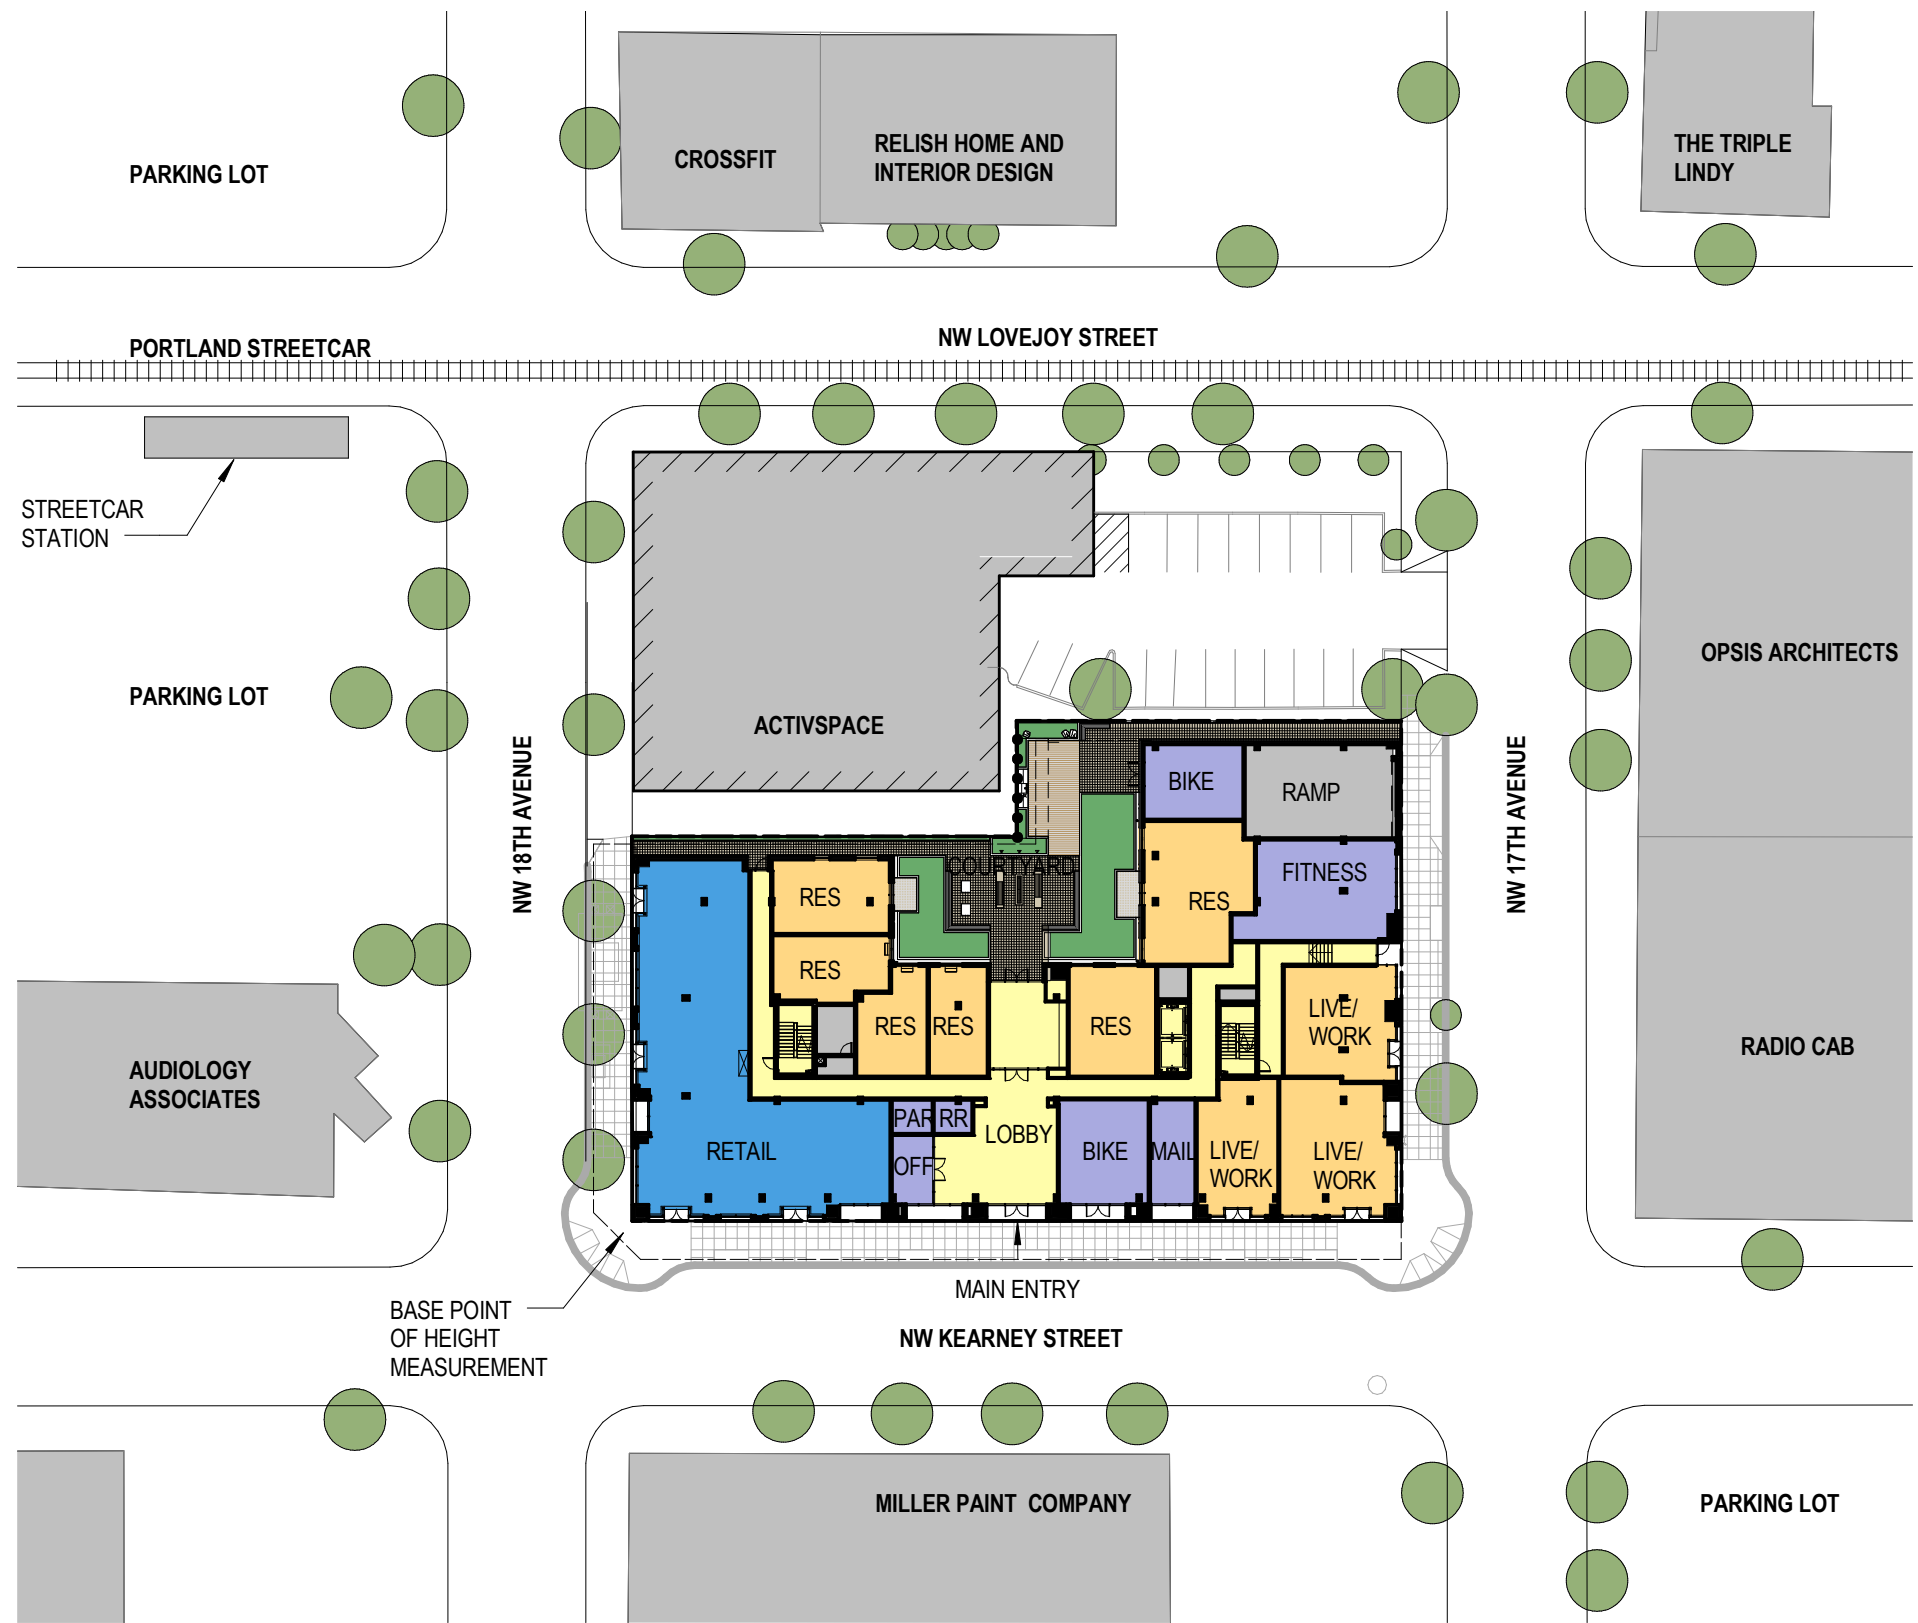 PARKING LOT
CROSSFIT
RELISH HOME AND
INTERIOR DESIGN
THE TRIPLE
LINDY
PORTLAND STREETCAR
NW LOVEJOY STREET
STREETCAR
STATION
PARKING LOT
ACTIVSPACE
OPSIS ARCHITECTS
NW 18TH AVENUE
NW 17TH AVENUE
BIKE
RAMP
COURTYARD
FITNESS
RES
RES
RES
RES
RES
RES
LIVE/
WORK
AUDIOLOGY
ASSOCIATES
RADIO CAB
PAR
RR
LOBBY
RETAIL
OFF
BIKE
MAIL
LIVE/
WORK
LIVE/
WORK
MAIN ENTRY
BASE POINT
OF HEIGHT
MEASUREMENT
NW KEARNEY STREET
MILLER PAINT COMPANY
PARKING LOT